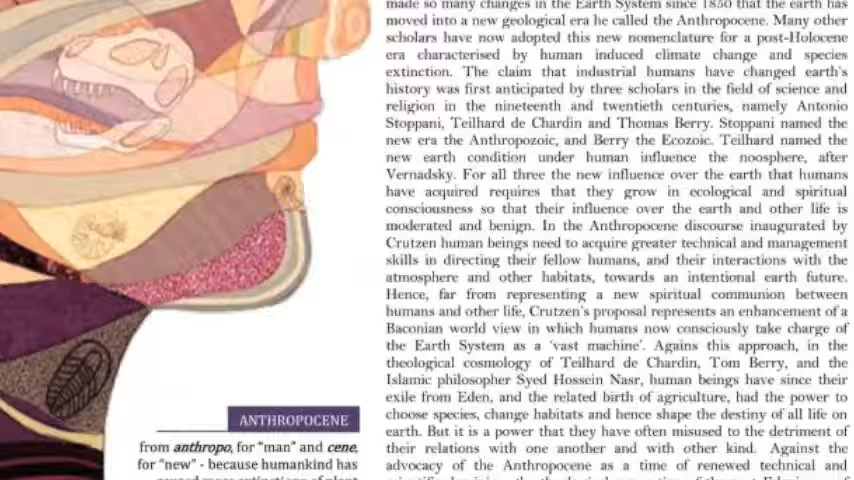 made so many changes in the Earth System since 1850 that the earth has
moved into a new geological era he called the Anthropocene. Many other
scholars have now adopted this new nomenclature for a post-Holocene
era characterised by human induced climate change and species
extinction. The claim that industrial humans have changed earth's
history was first anticipated by three scholars in the field of science and
religion in the nineteenth and twentieth centuries, namely Antonio
Stoppani, Teilhard de Chardin and Thomas Berry. Stoppani named the
new era the Anthropozoic, and Berry the Ecozoic. Teilhard named the
new earth condition under human influence the noosphere, after
Vernadsky. For all three the new influence over the earth that humans
have acquired requires that they grow in ecological and spiritual
consciousness so that their influence over the earth and other life is
moderated and benign. In the Anthropocene discourse inaugurated by
Crutzen human beings need to acquire greater technical and management
skills in directing their fellow humans, and their interactions with the
atmosphere and other habitats, towards an intentional earth future.
Hence, far from representing a new spiritual communion between
humans and other life, Crutzen's proposal represents an enhancement of a
Baconian world view in which humans now consciously take charge of
the Earth System as a 'vast machine'. Agains this approach, in the
theological cosmology of Teilhard de Chardin, Tom Berry, and the
Islamic philosopher Syed Hossein Nasr, human beings have since their
exile from Eden, and the related birth of agriculture, had the power to
choose species, change habitats and hence shape the destiny of all life on
earth. But it is a power that they have often misused to the detriment of
their relations with one another and with other kind. Against the
advocacy of the Anthropocene as a time of renewed technical and
ANTHROPOCENE
from anthropo, for "man" and cene,
for "new" - because humankind has